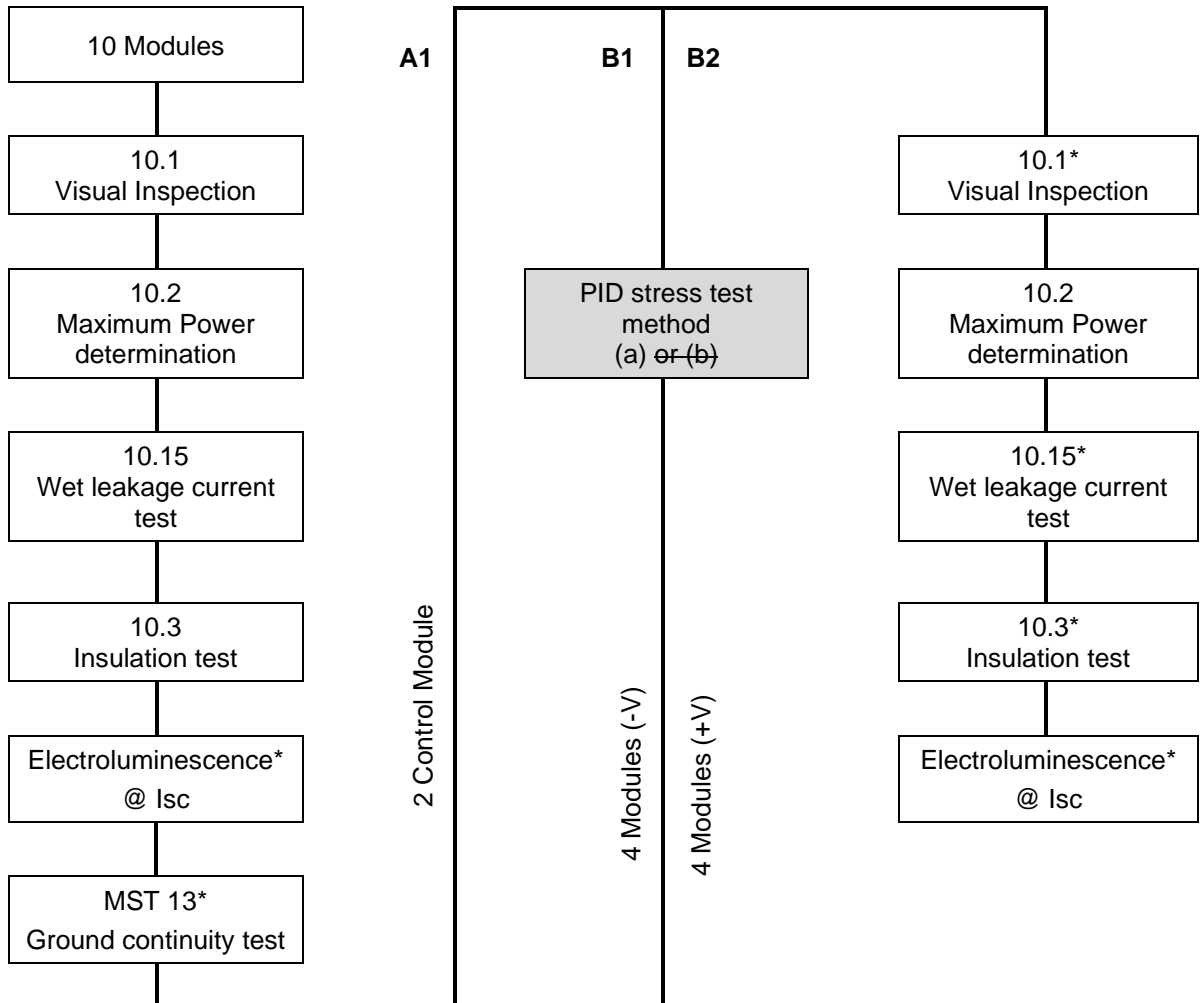 10 Modules
10.1
Visual Inspection
10.2
Maximum Power
determination
10.15
Wet leakage current
test
10.3
Insulation test
Electroluminescence*
@ Isc
MST 13*
Ground continuity test
A1
2 Control Module
B1
B2
PID stress test
method
(a) or (b)
4 Modules (-V)
4 Modules (+V)
10.1*
Visual Inspection
10.2
Maximum Power
determination
10.15*
Wet leakage current
test
10.3*
Insulation test
Electroluminescence*
@ Isc